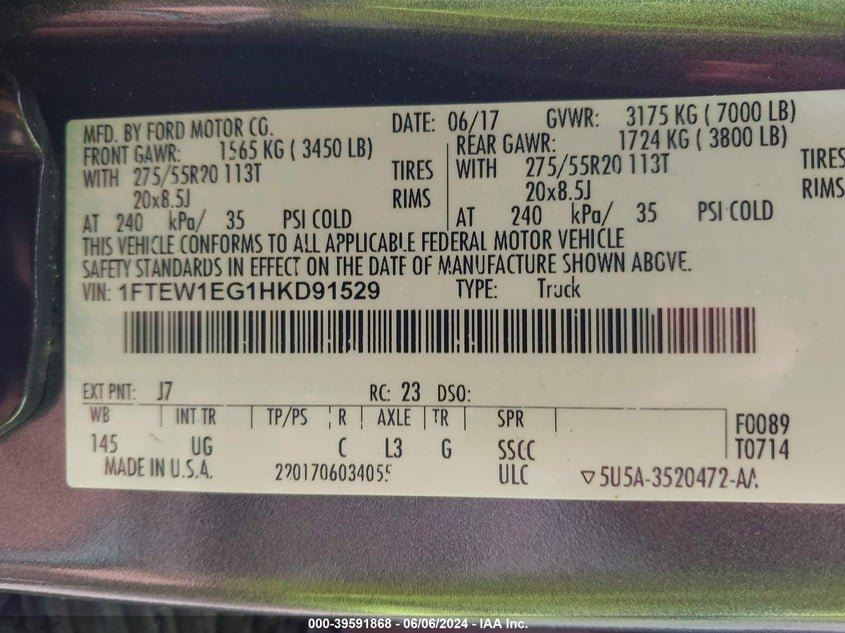 MFD. BY FORD MOTOR CO. DATE: 06/17 GVWR: 3175 KG ( 7000 LB)
FRONT GAWR: 1565 KG ( 3450 LB) REAR GAWR: 1724 KG ( 3800 LB)
WITH 275/55R20 113T TIRES WITH 275/55R20 113T TIRES
20x8.5J RIMS 20x8.5J RIMS
AT 240 kPa/ 35 PSI COLD AT 240 kPa/ 35 PSI COLD
THIS VEHICLE CONFORMS TO ALL APPLICABLE FEDERAL MOTOR VEHICLE
SAFETY STANDARDS IN EFFECT ON THE DATE OF MANUFACTURE SHOWN ABOVE.
VIN: 1FTEW1EG1HKD91529 TYPE: Truck
EXT PNT: J7 RC: 23 DSO:
WB INT TR TP/PS R AXLE TR SPR F0089
145 UG C L3 G SSCC T0714
MADE IN U.S.A. 2201706034055 ULC ▽5U5A-3520472-AA
000-39591868 - 06/06/2024 - IAA Inc.